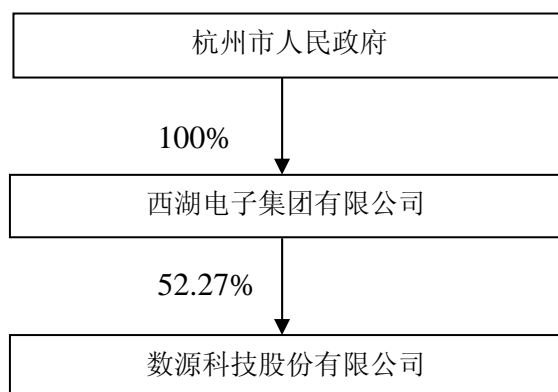 杭州市人民政府
100%
西湖电子集团有限公司
52.27%
数源科技股份有限公司